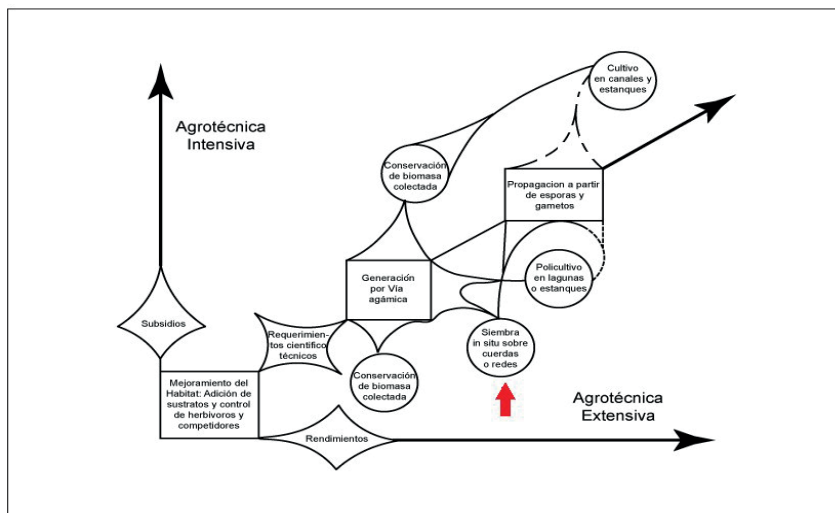 Cultivo
en canales y
estanques
Agrotécnica
Intensiva
Conservación
de biomasa
colectada
Propagacion a partir
de esporas y
gametos
Generación
por Vía
agámica
Policultivo
en lagunas
o estanques
Subsidios
Requerimien-
tos cientifico
técnicos
Siembra
in situ sobre
cuerdas
o redes
Conservación
de biomasa
colectada
Mejoramiento del
Habitat: Adición de
sustratos y control
de herbivoros y
competidores
Agrotécnica
Extensiva
Rendimientos